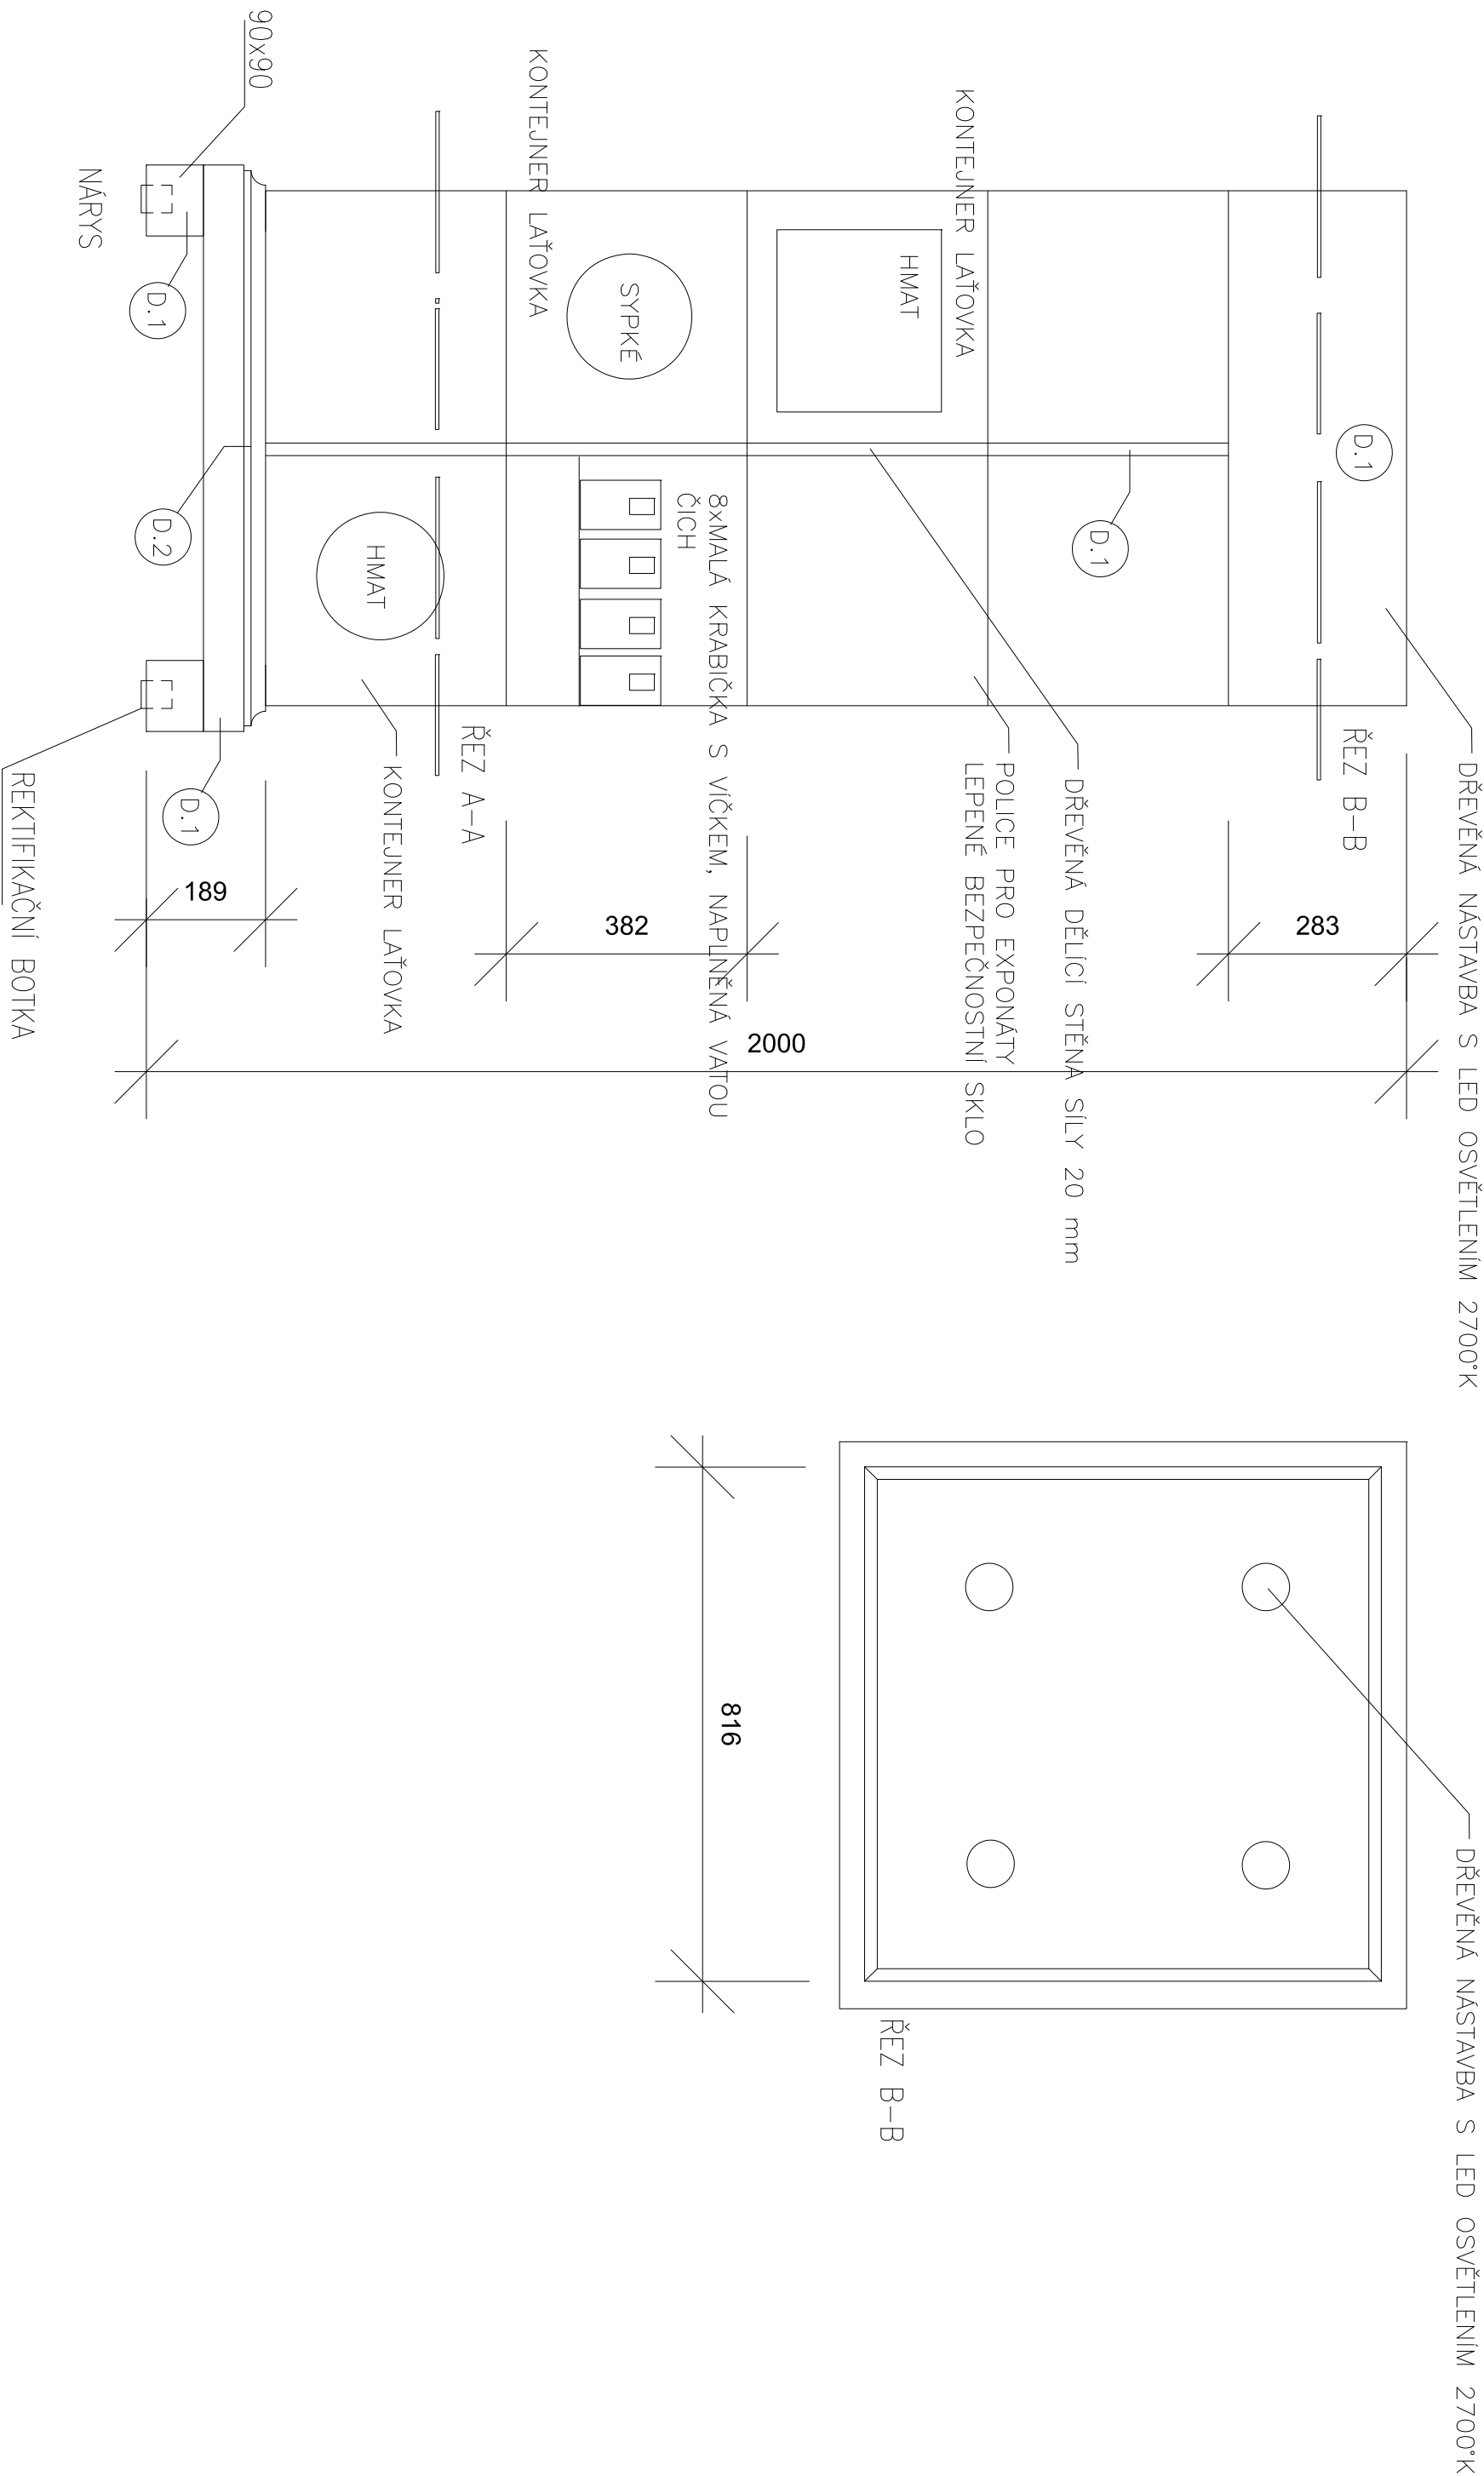 DŘEVĚNÁ NÁSTAVBA S LED OSVĚTLENÍM 2700°K
D.1
ŘEZ B-B
283
D.1
DŘEVĚNÁ DĚLÍCÍ STĚNA SÍLY 20 mm
POLICE PRO EXPONÁTY
LEPENÉ BEZPEČNOSTNÍ SKLO
KONTEJNER LAŤOVKA
HMAT
8xMALÁ KRABIČKA S VÍČKEM, NAPLNĚNÁ VATOU
ČICH
SYPKÉ
382
2000
KONTEJNER LAŤOVKA
ŘEZ A-A
HMAT
KONTEJNER LAŤOVKA
90x90
189
D.1
D.2
D.1
NÁRYS
REKTIFIKAČNÍ BOTKA
DŘEVĚNÁ NÁSTAVBA S LED OSVĚTLENÍM 2700°K
ŘEZ B-B
816